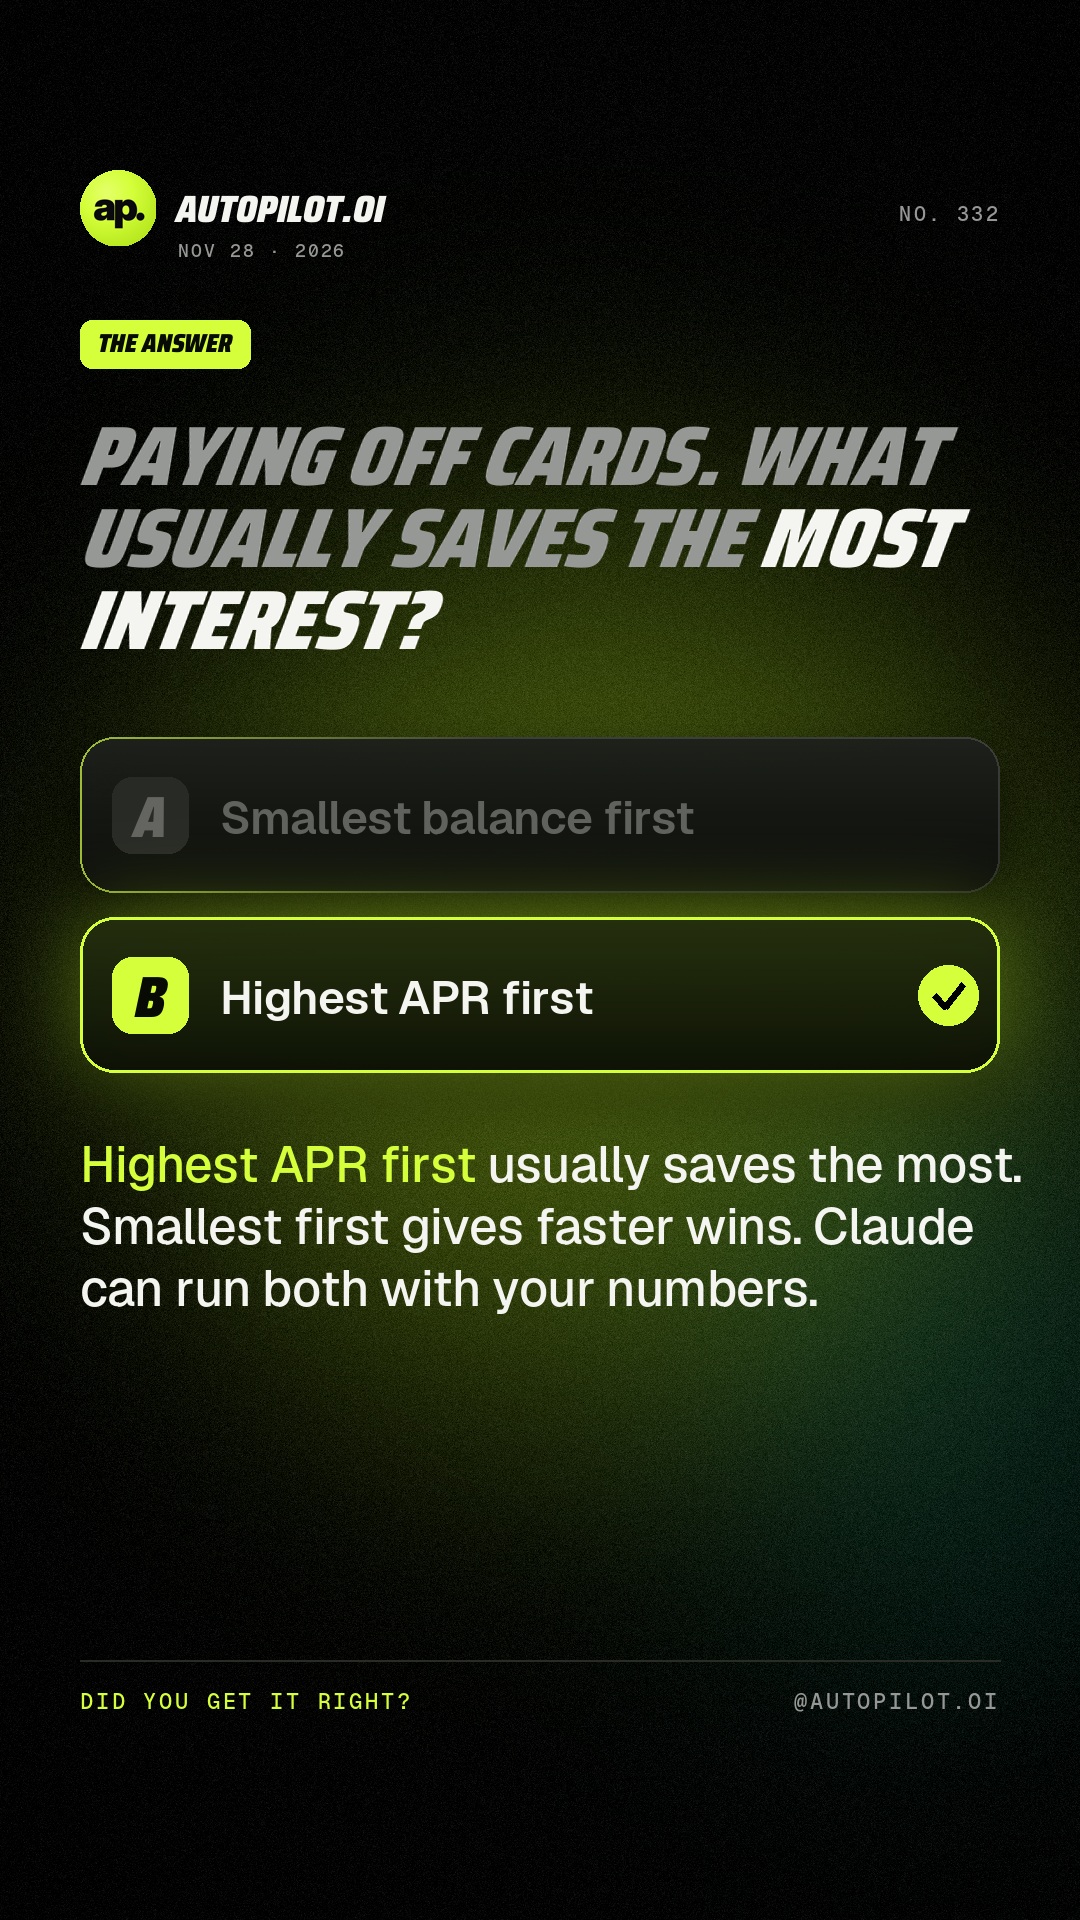 ap.
AUTOPILOT.OI
NO. 332
NOV 28 · 2026
THE ANSWER
PAYING OFF CARDS. WHAT
USUALLY SAVES THE MOST
INTEREST?
A Smallest balance first
B Highest APR first
Highest APR first usually saves the most.
Smallest first gives faster wins. Claude
can run both with your numbers.
DID YOU GET IT RIGHT?
@AUTOPILOT.OI